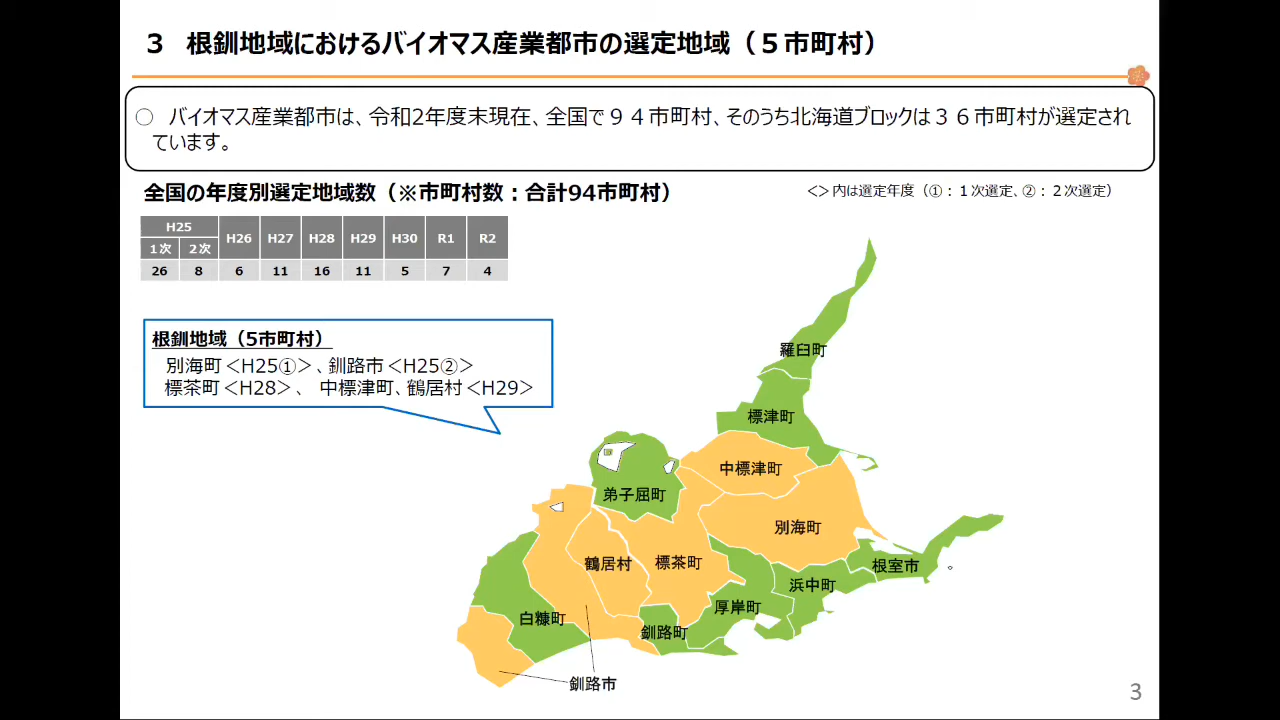 3 根釧地域におけるバイオマス産業都市の選定地域（５市町村）
○ バイオマス産業都市は、令和2年度末現在、全国で９４市町村、そのうち北海道ブロックは３６市町村が選定され
ています。
全国の年度別選定地域数（※市町村数：合計94市町村）
<>内は選定年度（①：１次選定、②：２次選定）
H25 H26 H27 H28 H29 H30 R1 R2
１次 ２次
26 8 6 11 16 11 5 7 4
根釧地域（5市町村）
別海町<H25①>、釧路市<H25②>
標茶町<H28>、 中標津町、鶴居村<H29>
羅臼町
標津町
中標津町
弟子屈町
別海町
鶴居村
標茶町
根室市
浜中町
厚岸町
白糠町
釧路町
釧路市
3